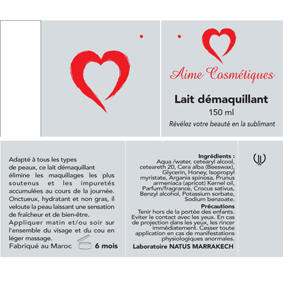 Aime Cosmétiques
Lait démaquillant
150 ml
Révélez votre beauté en la sublimant
Adapté à tous les types
de peaux, ce lait démaquillant
élimine les maquillages les plus
soutenus et les impuretés
accumulées au cours de la journée.
Onctueux, hydratant et non gras, il
veloute la peau laissant une sensation
de fraîcheur et de bien-être.
Appliquer matin et/ou soir sur
l'ensemble du visage et du cou en
léger massage.
Fabriqué au Maroc 6 mois
Ingrédients :
Aqua /water, cetearyl alcool,
ceteareth 20, Cera alba (Beeswax),
Glycerin, Honey, Isopropyl
myristate, Argania spinosa, Prunus
armeniaca (apricot) Kernel oil,
Parfum/fragrance, Crocus sativus,
Benzyl alcohol, Potassium sorbate,
Sodium benzoate.
Précautions
Tenir hors de la portée des enfants.
Eviter le contact avec les yeux. En cas
de projection dans les yeux, les rincer
immédiatement. Cesser toute
application en cas de manifestations
physiologiques anormales.
Laboratoire NATUS MARRAKECH